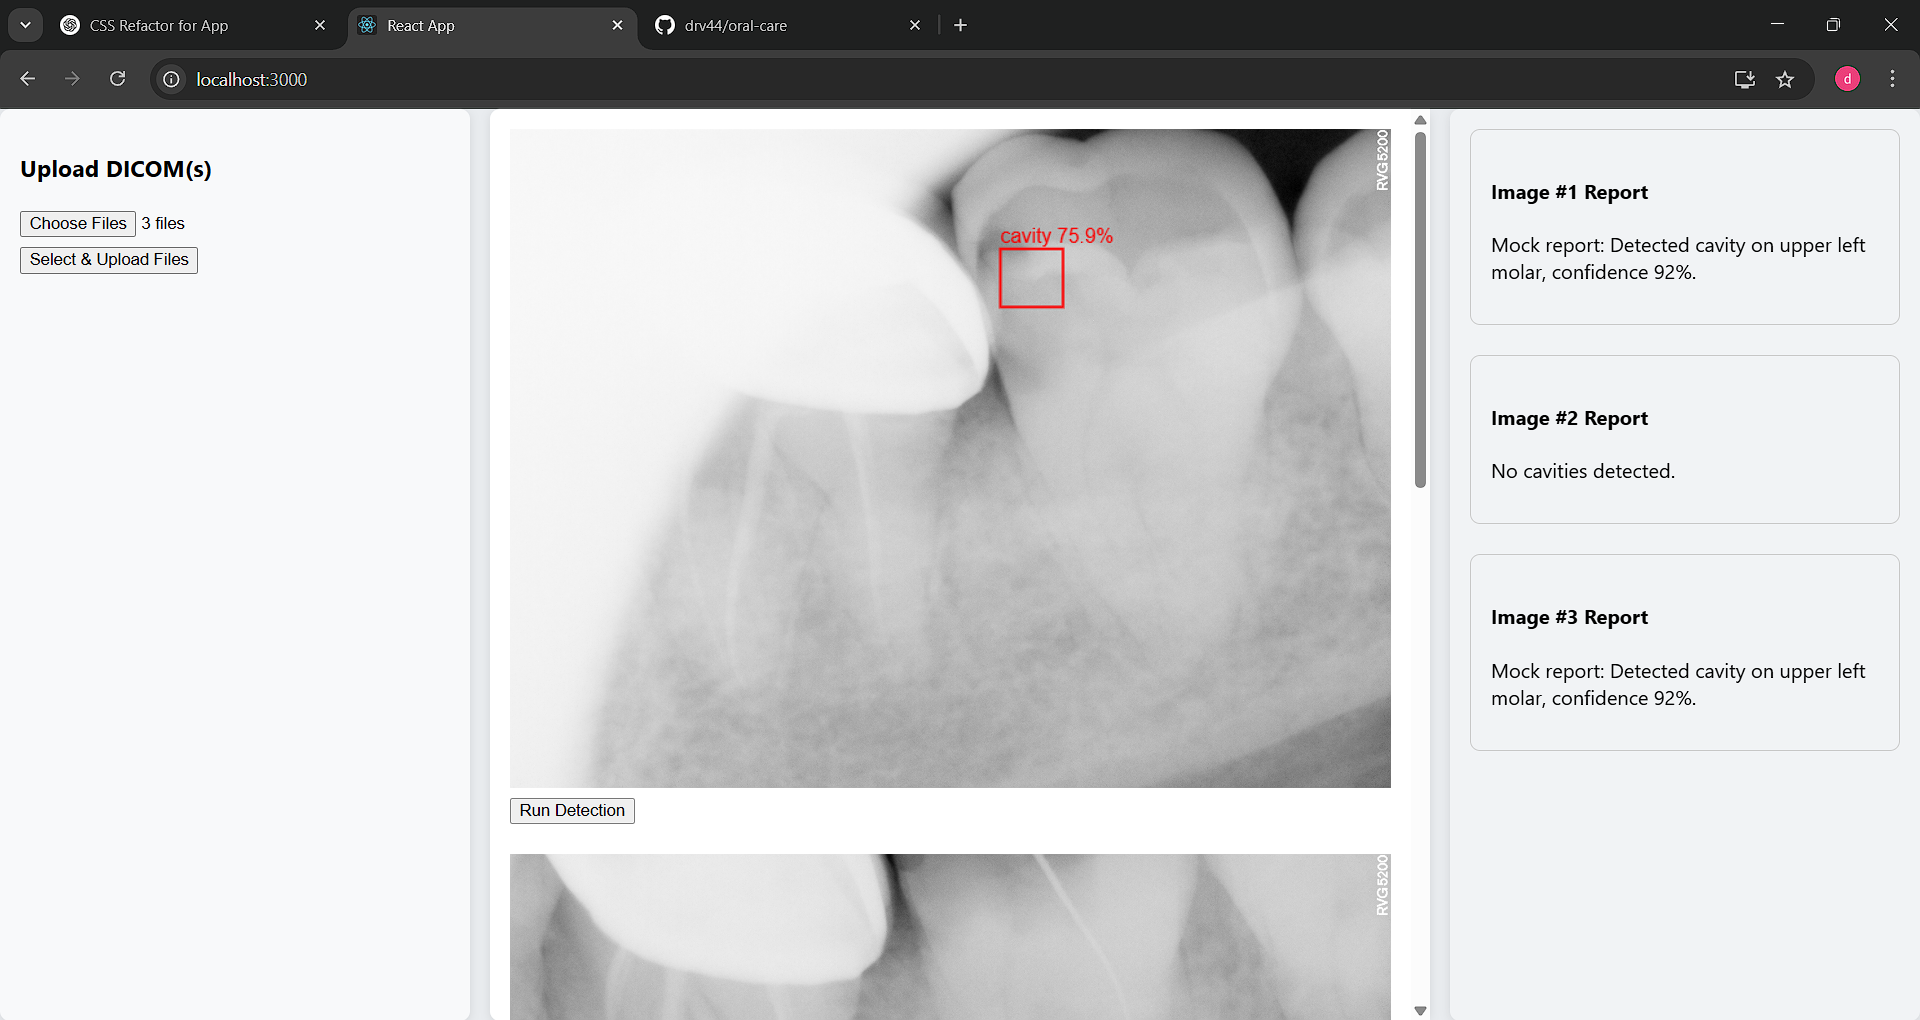 CSS Refactor for App
React App
drv44/oral-care
localhost:3000
d
Upload DICOM(s)
Choose Files 3 files
Select & Upload Files
RVG5200
cavity 75.9%
Run Detection
RVG5200
Image #1 Report
Mock report: Detected cavity on upper left
molar, confidence 92%.
Image #2 Report
No cavities detected.
Image #3 Report
Mock report: Detected cavity on upper left
molar, confidence 92%.